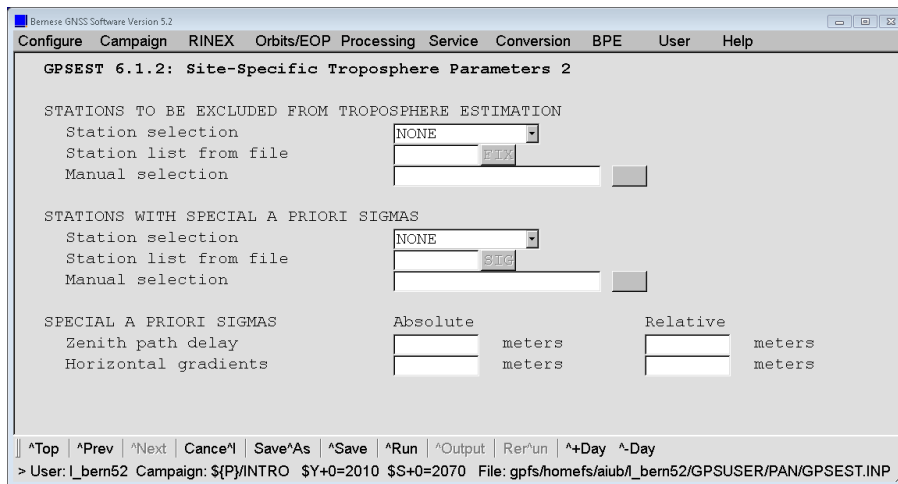 Bernese GNSS Software Version 5.2
Configure Campaign RINEX Orbits/EOP Processing Service Conversion BPE User Help
GPSEST 6.1.2: Site-Specific Troposphere Parameters 2
STATIONS TO BE EXCLUDED FROM TROPOSPHERE ESTIMATION
Station selection NONE
Station list from file FIX
Manual selection
STATIONS WITH SPECIAL A PRIORI SIGMAS
Station selection NONE
Station list from file SIG
Manual selection
SPECIAL A PRIORI SIGMAS Absolute Relative
Zenith path delay meters meters
Horizontal gradients meters meters
^Top ^Prev ^Next Cance^l Save^As ^Save ^Run ^Output Rer^un ^+Day ^-Day
> User: l_bern52 Campaign: ${P}/INTRO $Y+0=2010 $S+0=2070 File: gpfs/homefs/aiub/l_bern52/GPSUSER/PAN/GPSEST.INP